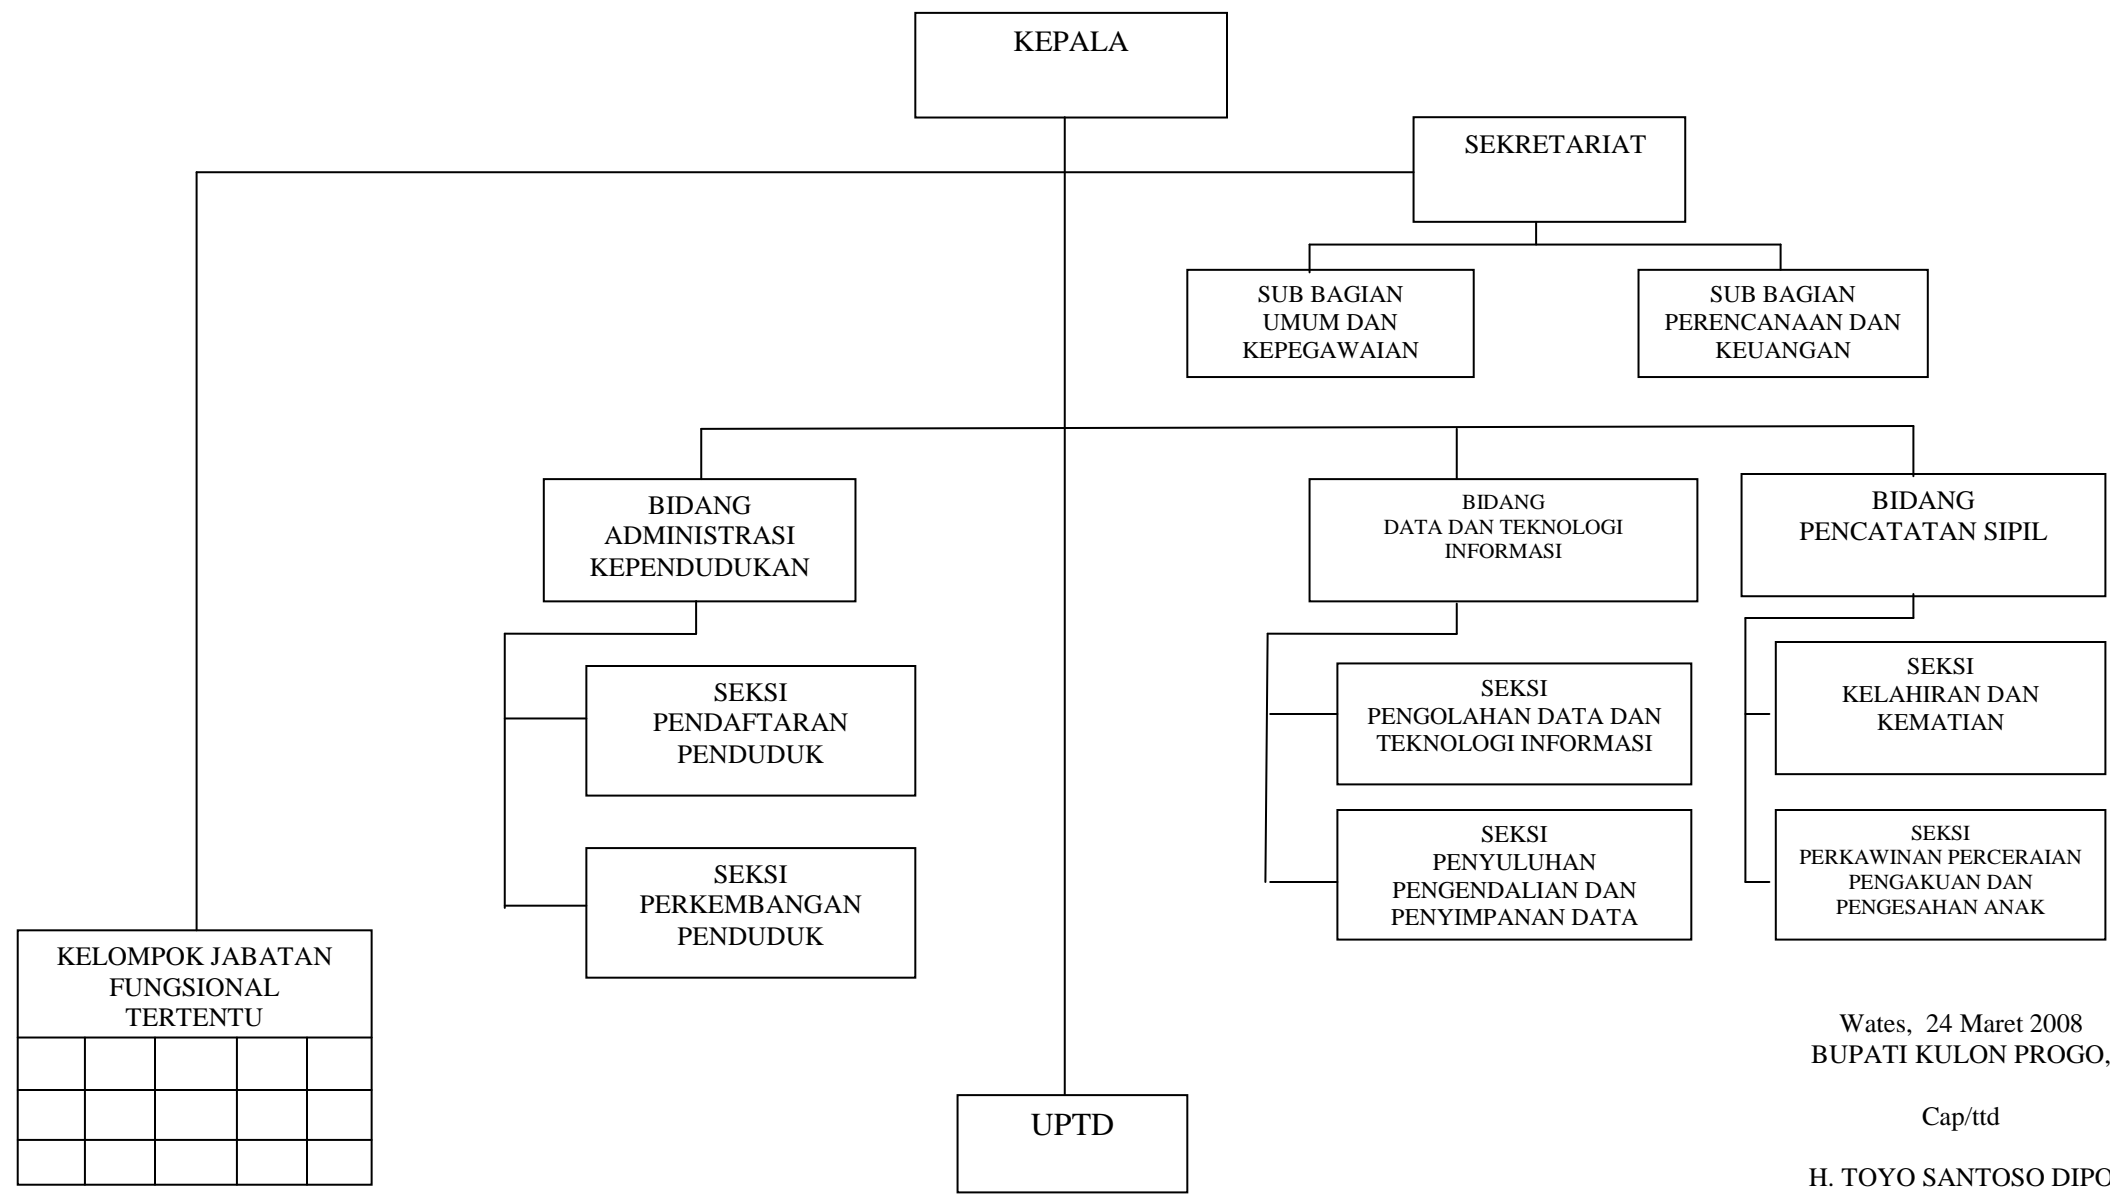 KEPALA
SEKRETARIAT
SUB BAGIAN
UMUM DAN
KEPEGAWAIAN
SUB BAGIAN
PERENCANAAN DAN
KEUANGAN
BIDANG
ADMINISTRASI
KEPENDUDUKAN
BIDANG
DATA DAN TEKNOLOGI
INFORMASI
BIDANG
PENCATATAN SIPIL
SEKSI
PENDAFTARAN
PENDUDUK
SEKSI
PENGOLAHAN DATA DAN
TEKNOLOGI INFORMASI
SEKSI
KELAHIRAN DAN
KEMATIAN
SEKSI
PERKEMBANGAN
PENDUDUK
SEKSI
PENYULUHAN
PENGENDALIAN DAN
PENYIMPANAN DATA
SEKSI
PERKAWINAN PERCERAIAN
PENGAKUAN DAN
PENGESAHAN ANAK
KELOMPOK JABATAN
FUNGSIONAL
TERTENTU
UPTD
Wates, 24 Maret 2008
BUPATI KULON PROGO,
Cap/ttd
H. TOYO SANTOSO DIPO